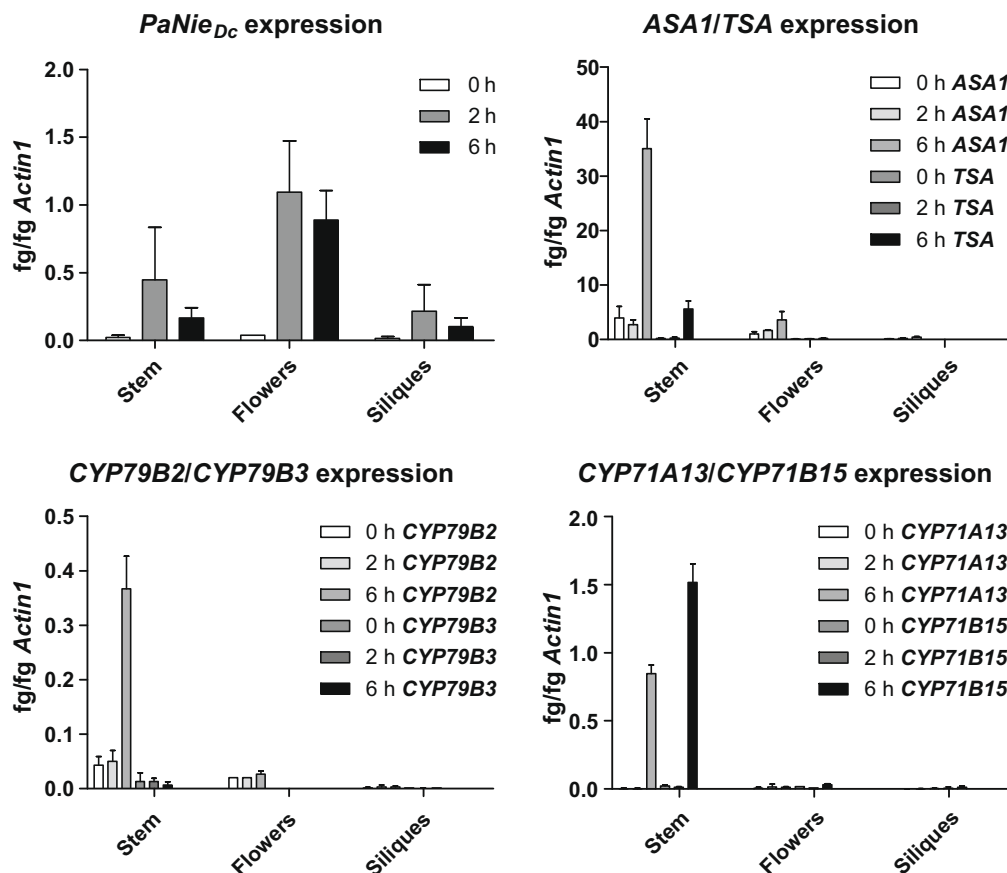 PaNieDc expression
fg/fg Actin1
2.0
1.5
1.0
0.5
0.0
0 h
2 h
6 h
Stem
Flowers
Siliques
ASA1/TSA expression
fg/fg Actin1
50
40
30
20
10
0
0 h ASA1
2 h ASA1
6 h ASA1
0 h TSA
2 h TSA
6 h TSA
Stem
Flowers
Siliques
CYP79B2/CYP79B3 expression
fg/fg Actin1
0.5
0.4
0.3
0.2
0.1
0.0
0 h CYP79B2
2 h CYP79B2
6 h CYP79B2
0 h CYP79B3
2 h CYP79B3
6 h CYP79B3
Stem
Flowers
Siliques
CYP71A13/CYP71B15 expression
fg/fg Actin1
2.0
1.5
1.0
0.5
0.0
0 h CYP71A13
2 h CYP71A13
6 h CYP71A13
0 h CYP71B15
2 h CYP71B15
6 h CYP71B15
Stem
Flowers
Siliques